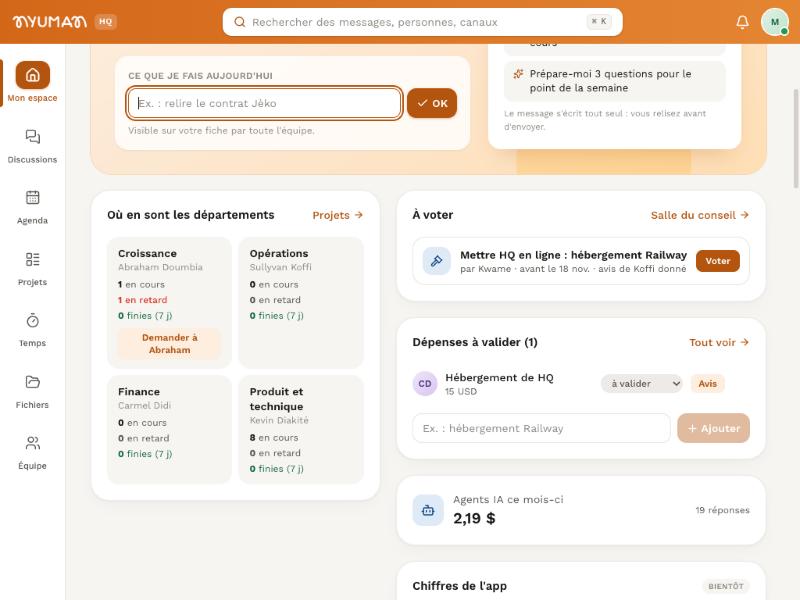 NYUMAN HQ
Rechercher des messages, personnes, canaux
⌘ K
M
Mon espace
Discussions
Agenda
Projets
Temps
Fichiers
Équipe
CE QUE JE FAIS AUJOURD'HUI
Ex. : relire le contrat Jèko
OK
Visible sur votre fiche par toute l'équipe.
cours
Prépare-moi 3 questions pour le
point de la semaine
Le message s'écrit tout seul : vous relisez avant
d'envoyer.
Où en sont les départements
Projets →
Croissance
Abraham Doumbia
1 en cours
1 en retard
0 finies (7 j)
Demander à
Abraham
Opérations
Sullyvan Koffi
0 en cours
0 en retard
0 finies (7 j)
Finance
Carmel Didi
0 en cours
0 en retard
0 finies (7 j)
Produit et
technique
Kevin Diakité
8 en cours
0 en retard
0 finies (7 j)
À voter
Salle du conseil →
Mettre HQ en ligne : hébergement Railway
par Kwame · avant le 18 nov. · avis de Koffi donné
Voter
Dépenses à valider (1)
Tout voir →
CD
Hébergement de HQ
15 USD
à valider
Avis
Ex. : hébergement Railway
+ Ajouter
Agents IA ce mois-ci
2,19 $
19 réponses
Chiffres de l'app
BIENTÔT